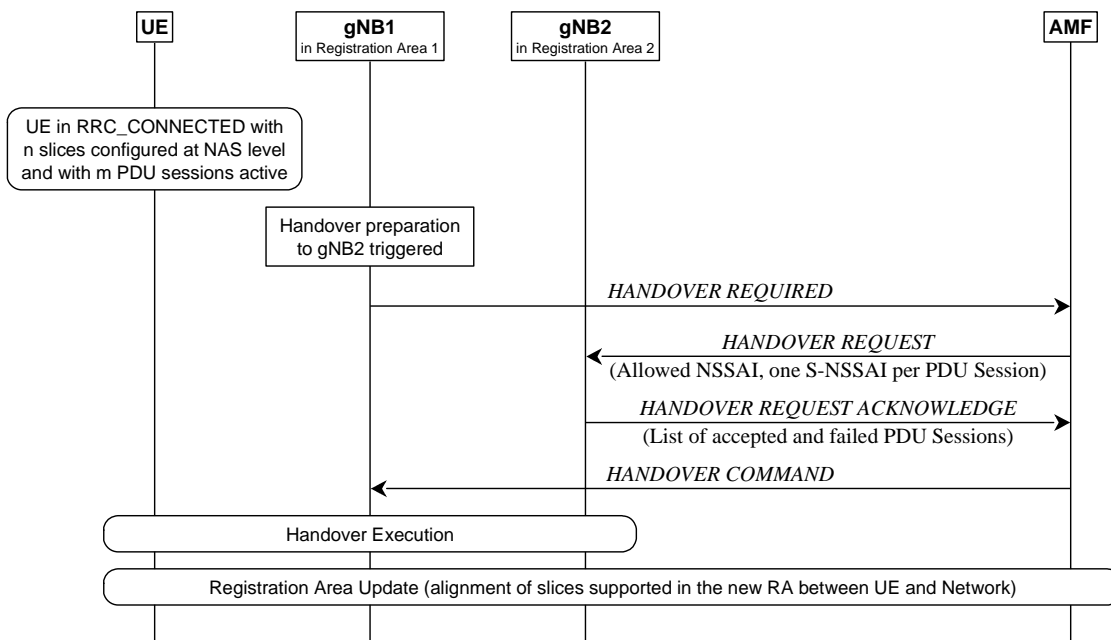 UE
gNB1
in Registration Area 1
gNB2
in Registration Area 2
AMF
UE in RRC_CONNECTED with
n slices configured at NAS level
and with m PDU sessions active
Handover preparation
to gNB2 triggered
HANDOVER REQUIRED
HANDOVER REQUEST
(Allowed NSSAI, one S-NSSAI per PDU Session)
HANDOVER REQUEST ACKNOWLEDGE
(List of accepted and failed PDU Sessions)
HANDOVER COMMAND
Handover Execution
Registration Area Update (alignment of slices supported in the new RA between UE and Network)